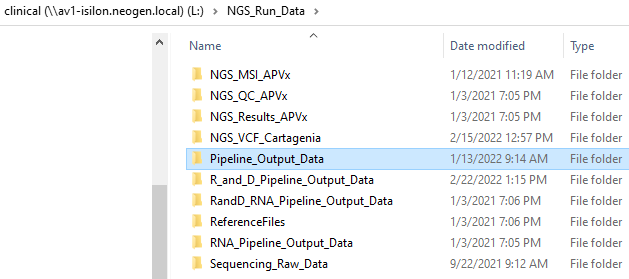 clinical (\\av1-isilon.neogen.local) (L:) > NGS_Run_Data >
Name Date modified Type
NGS_MSI_APVx 1/12/2021 11:19 AM File folder
NGS_QC_APVx 1/3/2021 7:05 PM File folder
NGS_Results_APVx 1/3/2021 7:05 PM File folder
NGS_VCF_Cartagenia 2/15/2022 12:57 PM File folder
Pipeline_Output_Data 1/13/2022 9:14 AM File folder
R_and_D_Pipeline_Output_Data 2/22/2022 1:15 PM File folder
RandD_RNA_Pipeline_Output_Data 1/3/2021 7:06 PM File folder
ReferenceFiles 1/3/2021 7:06 PM File folder
RNA_Pipeline_Output_Data 1/3/2021 7:05 PM File folder
Sequencing_Raw_Data 9/22/2021 9:12 AM File folder